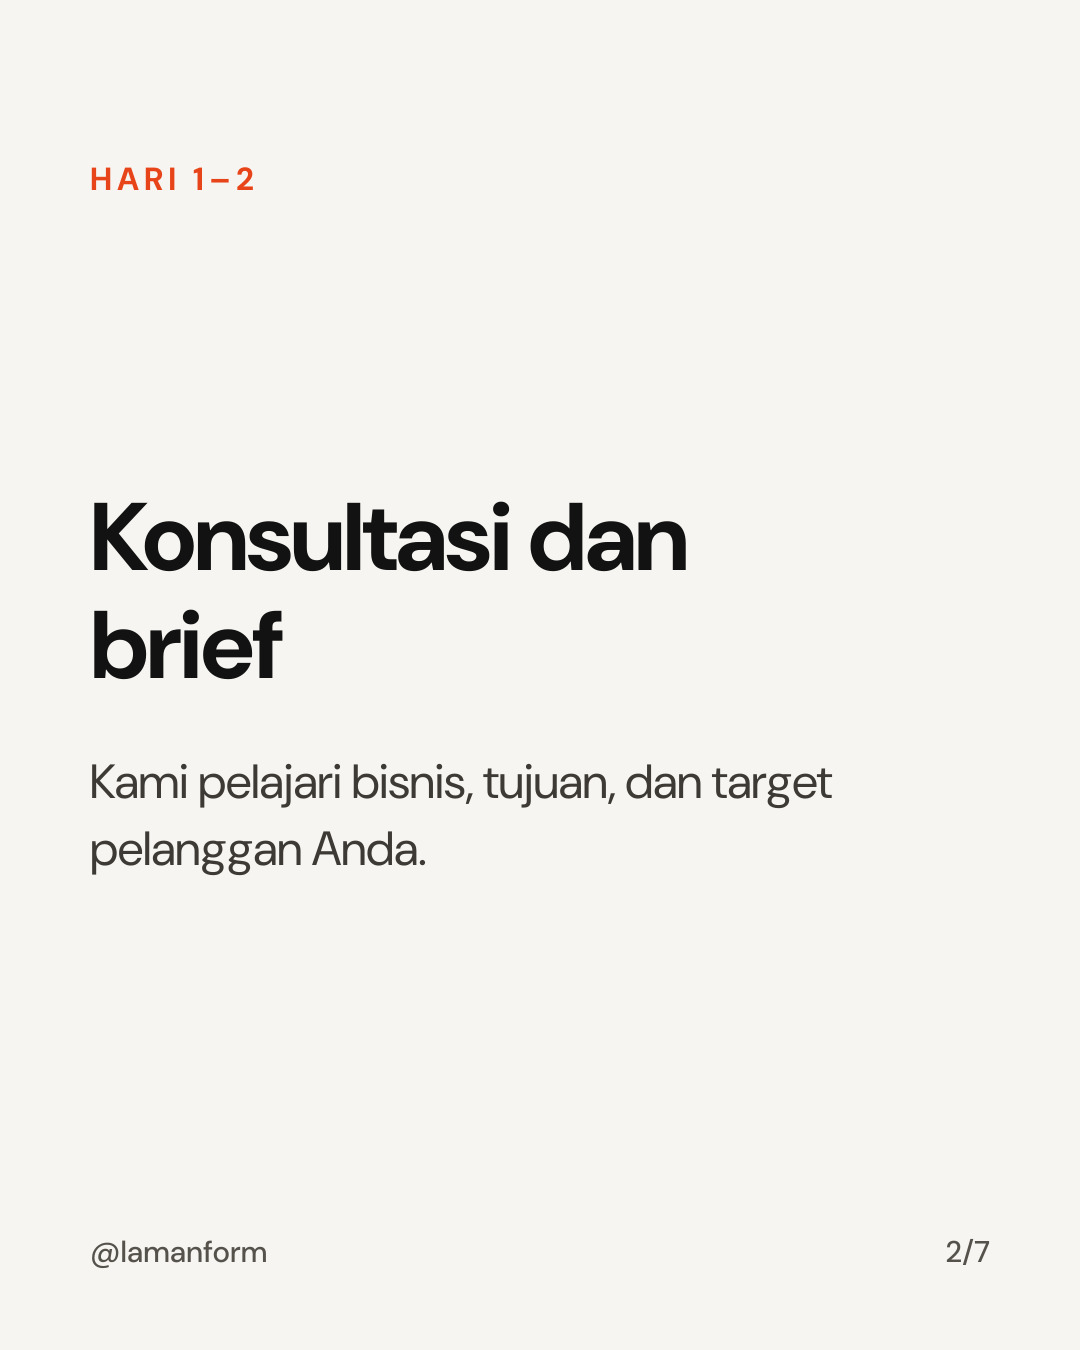 HARI 1–2
Konsultasi dan
brief
Kami pelajari bisnis, tujuan, dan target
pelanggan Anda.
@lamanform
2/7